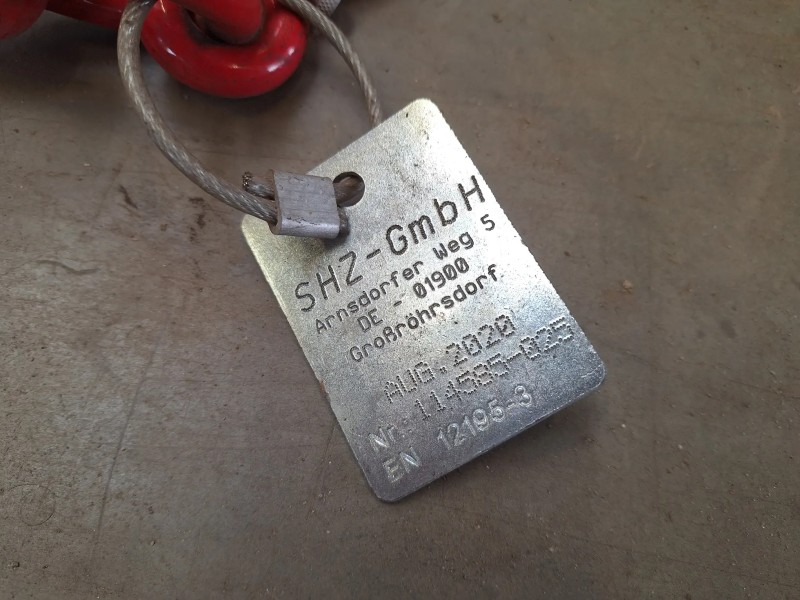 SHZ-GmbH
Arnsdorfer Weg 5
DE - 01900
Großröhrsdorf
AUG.2020
Nr. 114585-025
EN 12195-3